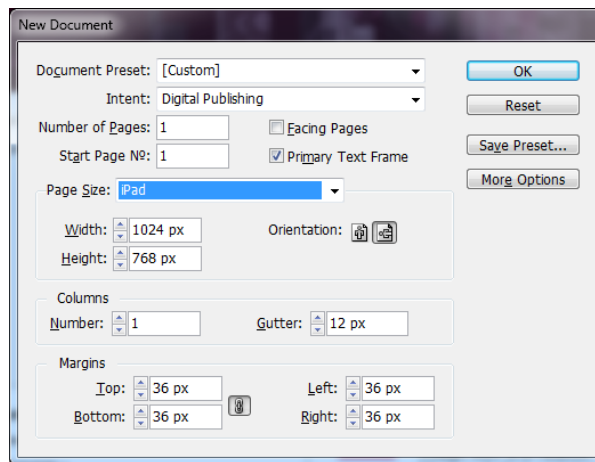 New Document
Document Preset: [Custom] OK
Intent: Digital Publishing Reset
Number of Pages: 1 Facing Pages Save Preset...
Start Page Nº: 1 Primary Text Frame
Page Size: iPad More Options
Width: 1024 px Orientation:
Height: 768 px
Columns
Number: 1 Gutter: 12 px
Margins
Top: 36 px Left: 36 px
Bottom: 36 px Right: 36 px